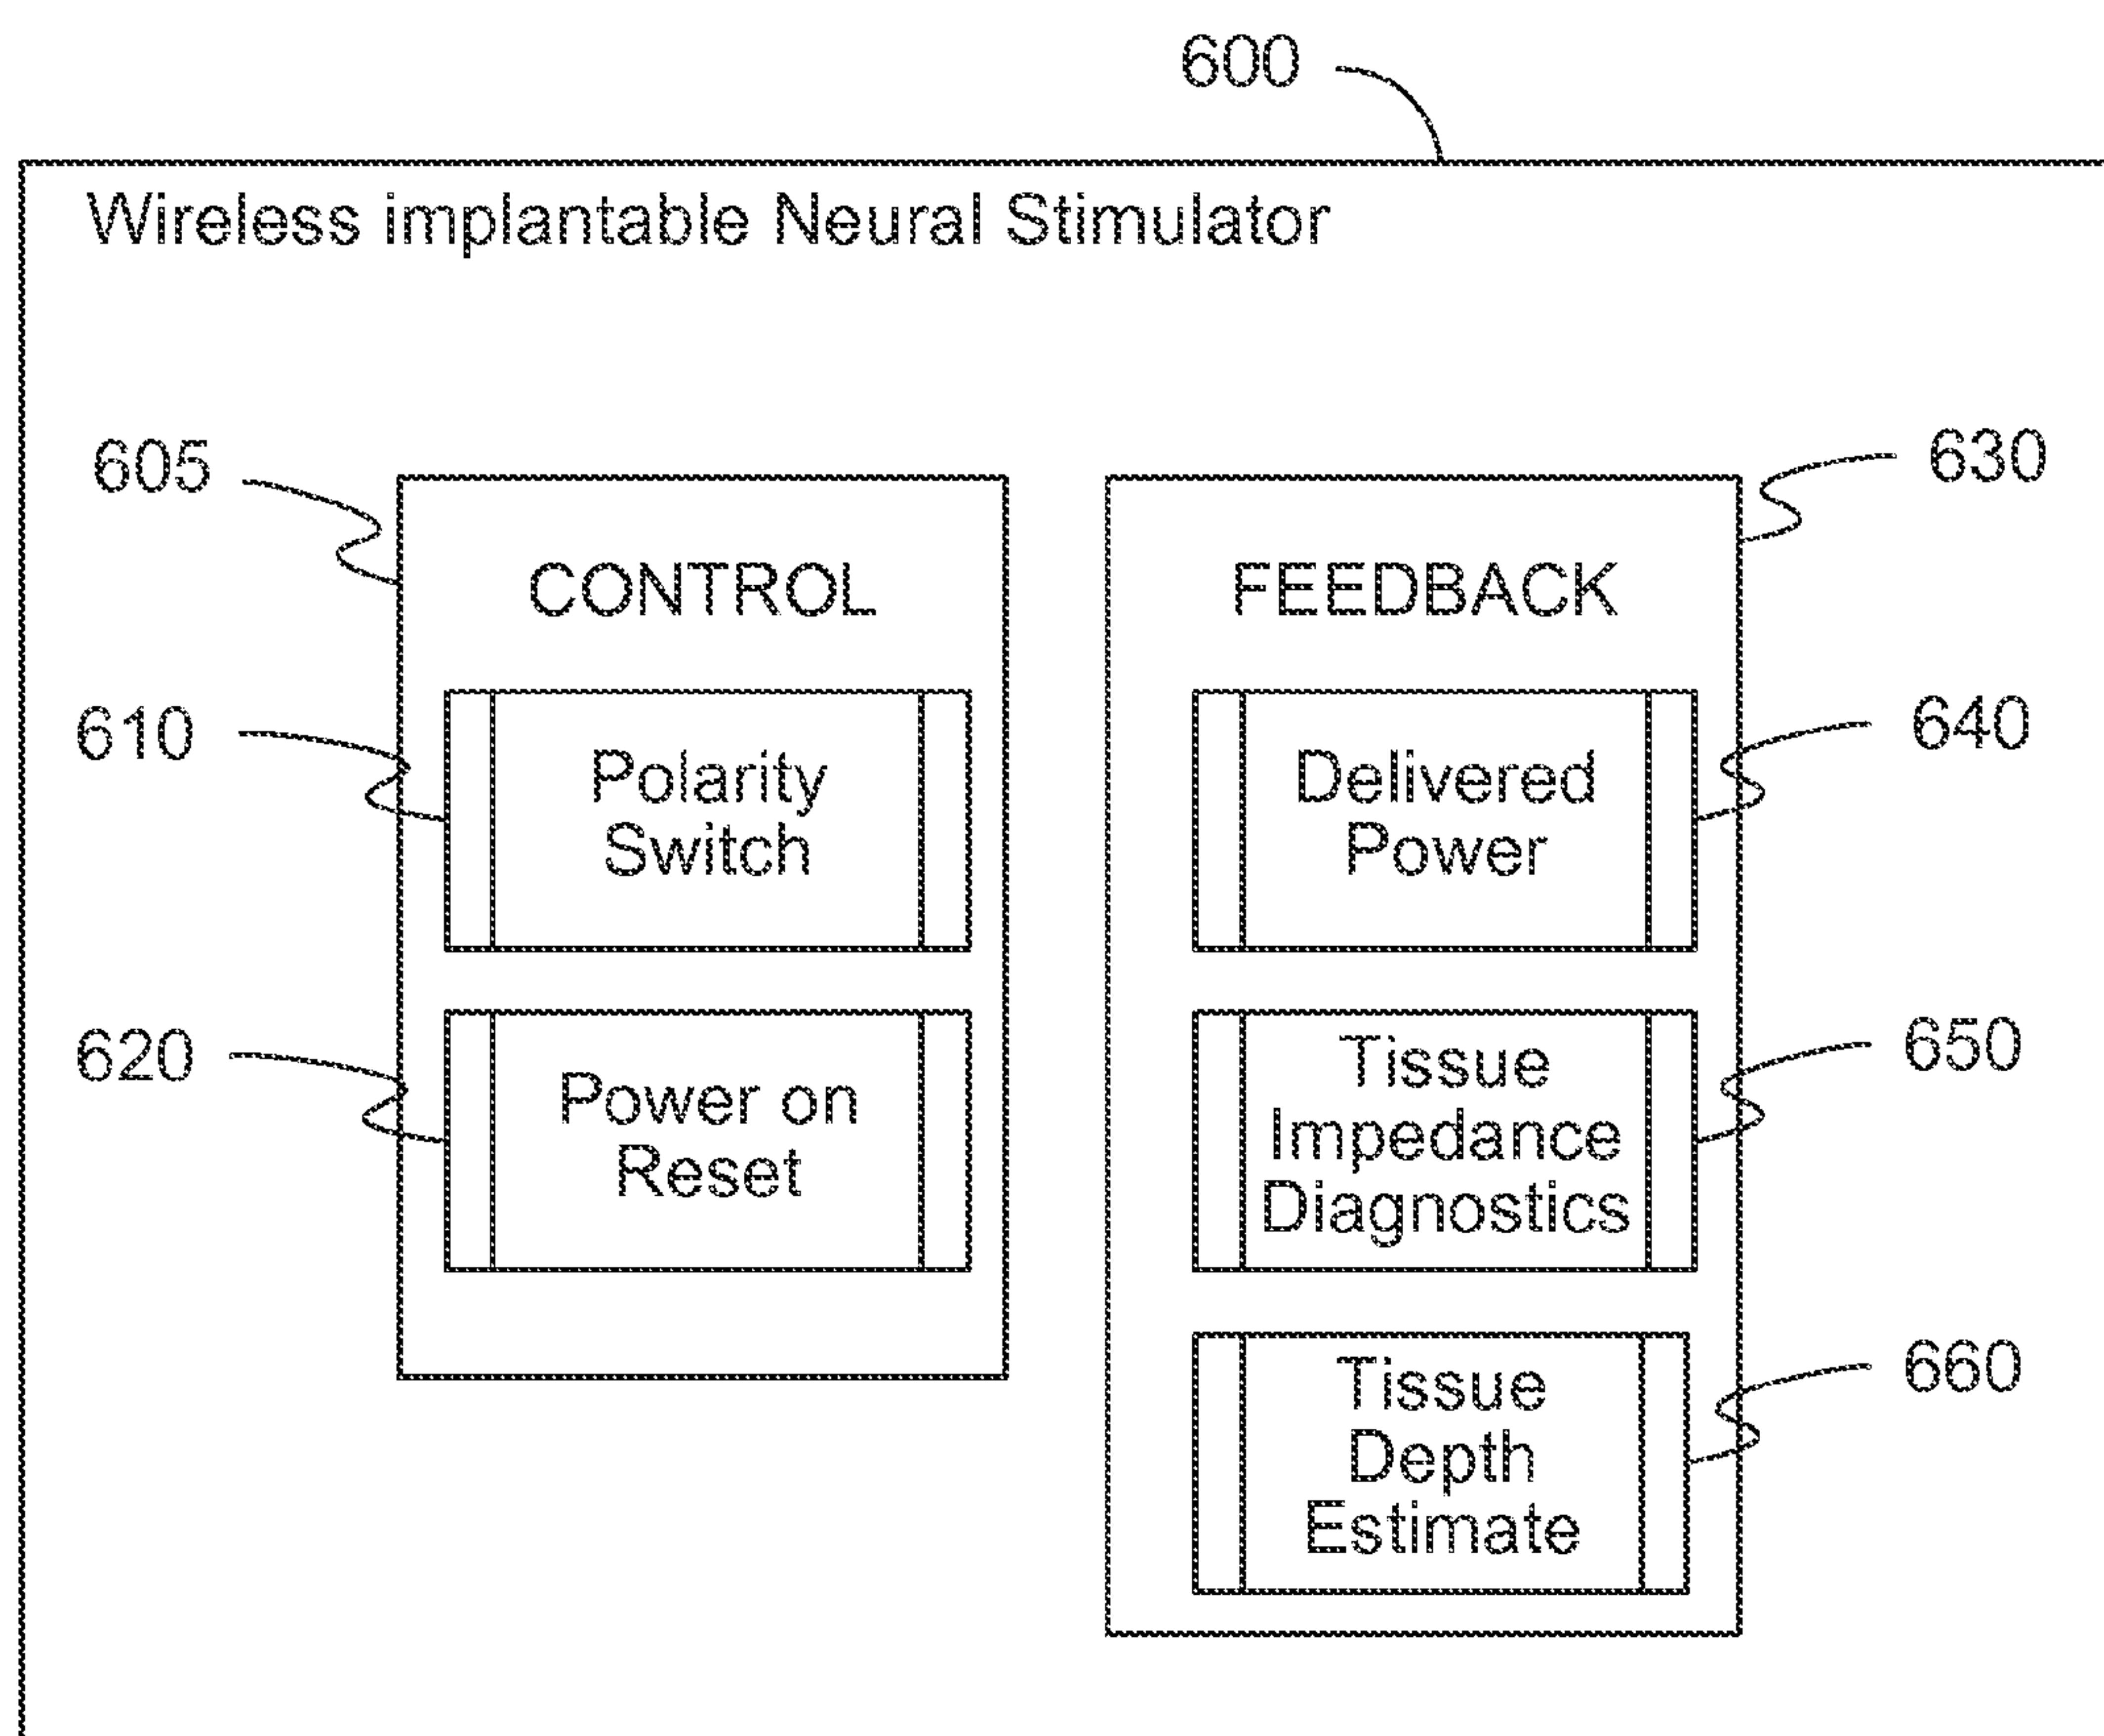 600
Wireless implantable Neural Stimulator
605
CONTROL
610
Polarity
Switch
620
Power on
Reset
630
FEEDBACK
640
Delivered
Power
650
Tissue
Impedance
Diagnostics
660
Tissue
Depth
Estimate